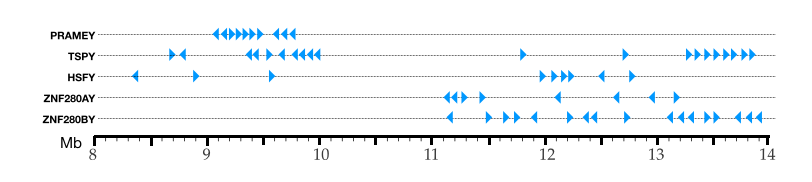 PRAMEY
TSPY
HSFY
ZNF280AY
ZNF280BY
Mb
8 9 10 11 12 13 14